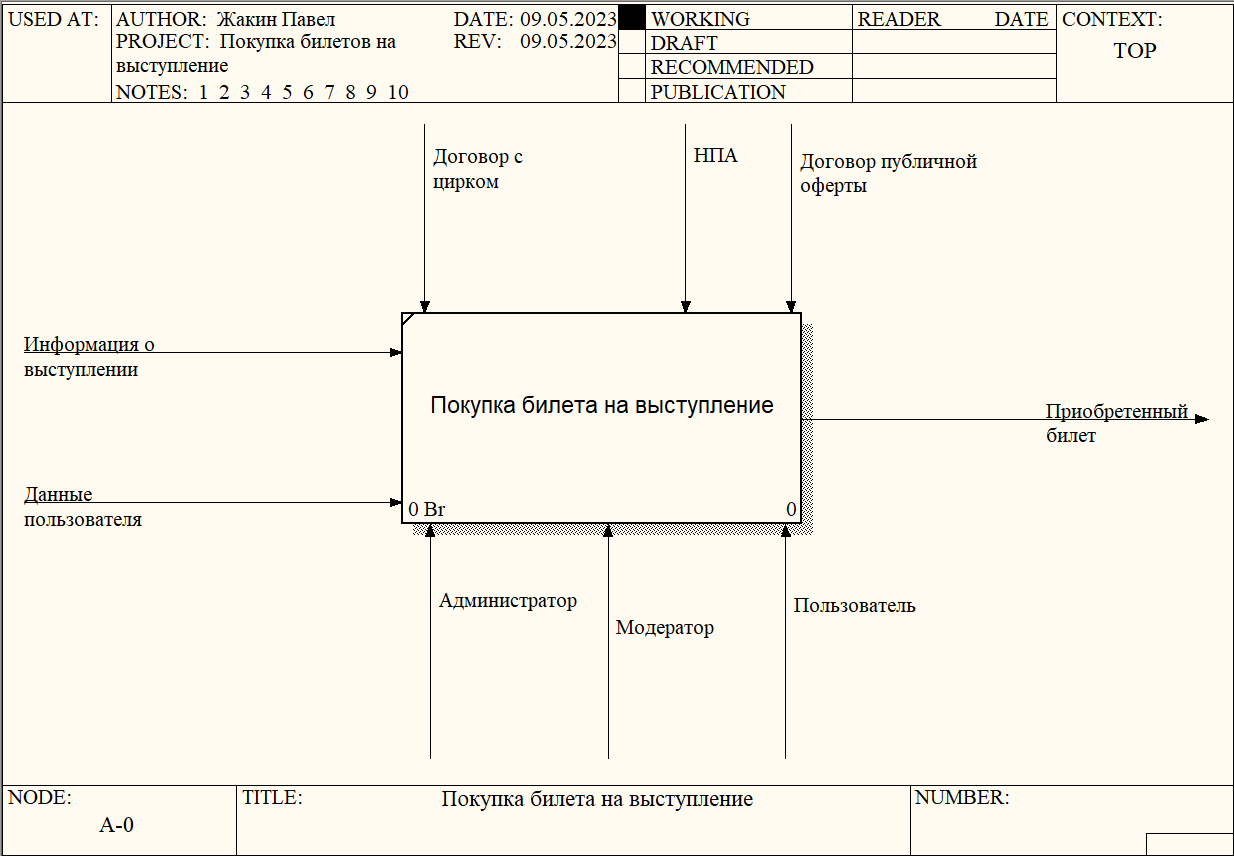 USED AT:
AUTHOR: Жакин Павел
DATE: 09.05.2023
PROJECT: Покупка билетов на
выступление
REV: 09.05.2023
NOTES: 1 2 3 4 5 6 7 8 9 10
WORKING
DRAFT
RECOMMENDED
PUBLICATION
READER DATE
CONTEXT:
TOP
Договор с
цирком
НПА
Договор публичной
оферты
Информация о
выступлении
Покупка билета на выступление
Приобретенный
билет
Данные
пользователя
0 Br
0
Администратор
Модератор
Пользователь
NODE:
A-0
TITLE:
Покупка билета на выступление
NUMBER: